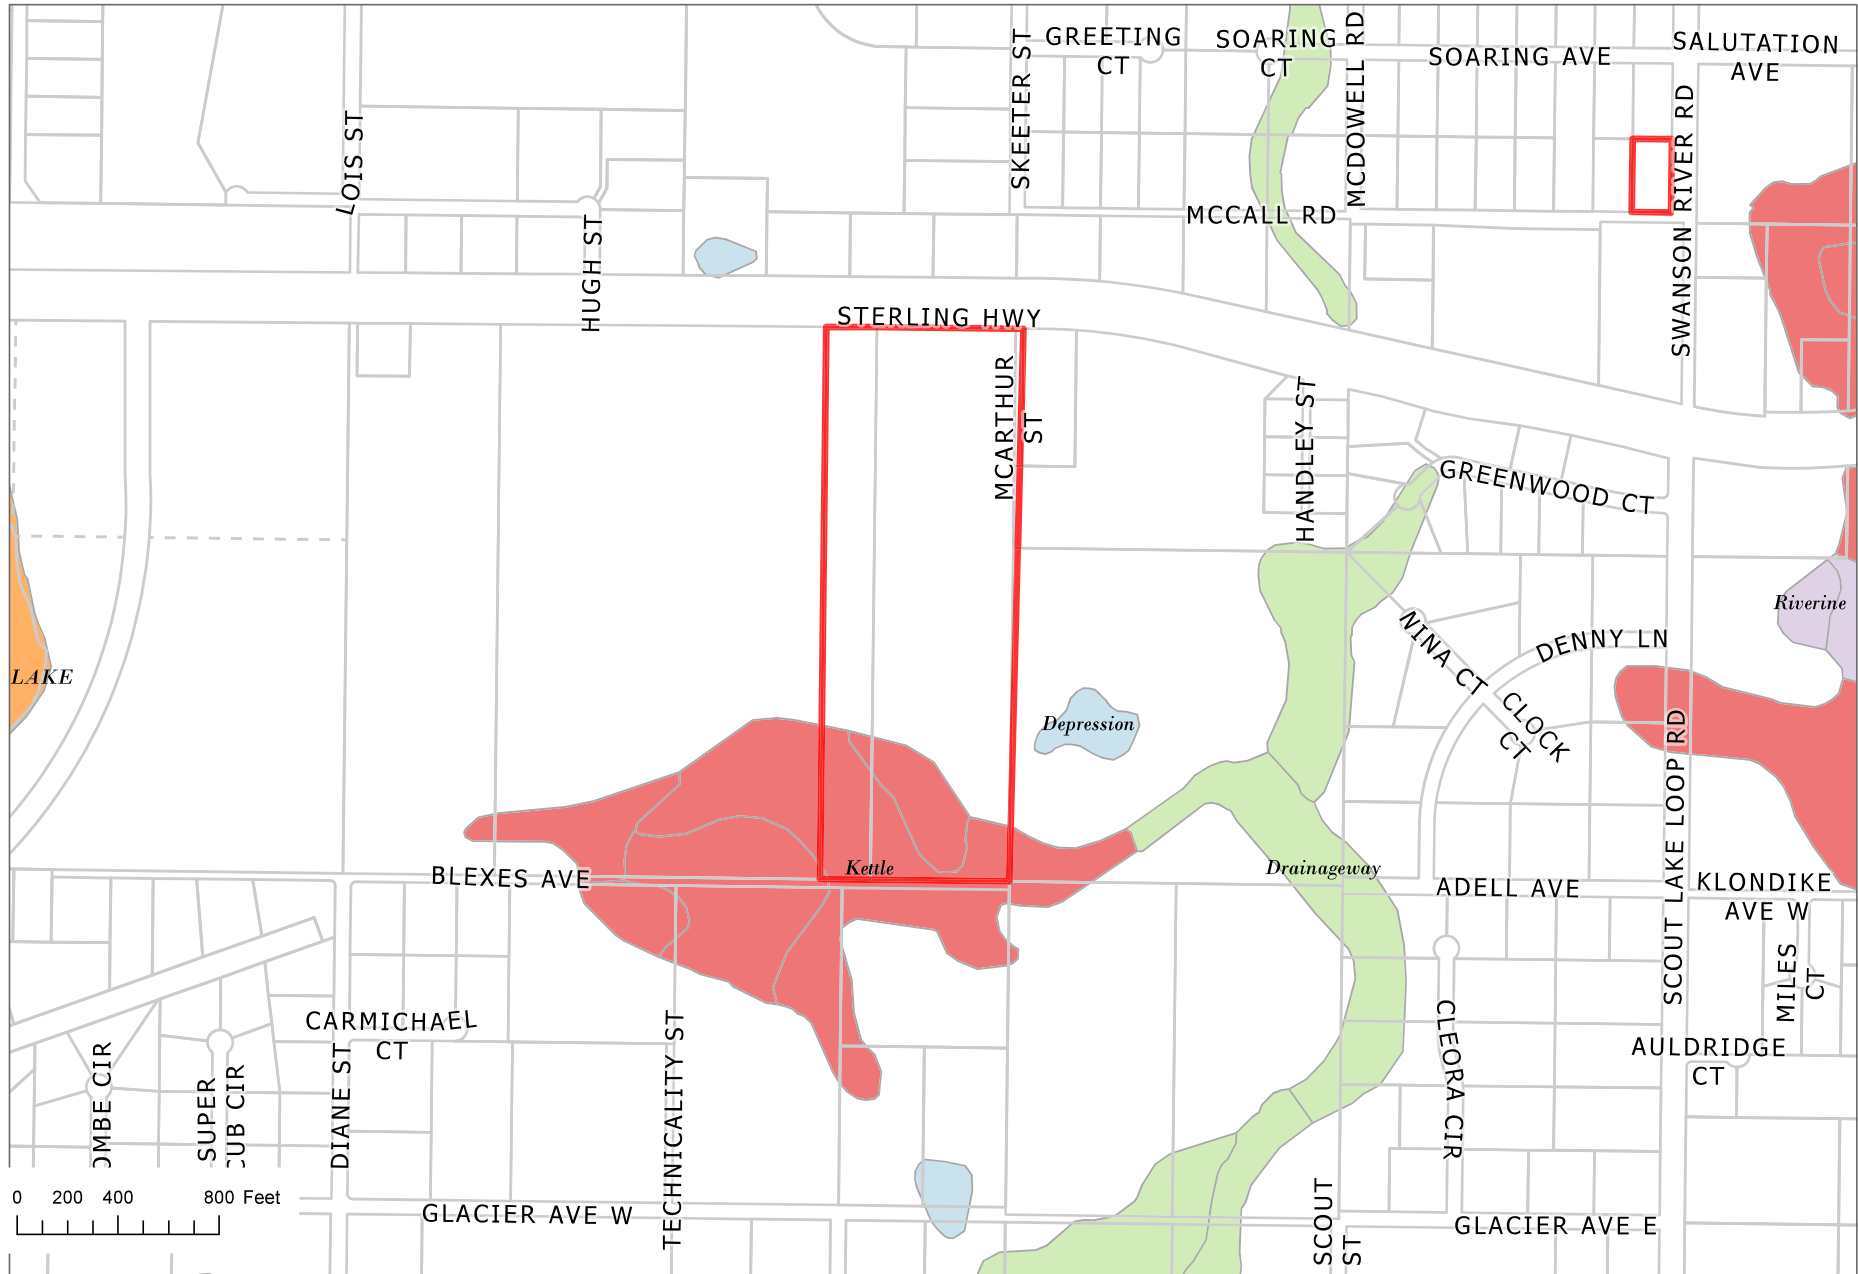 GREETING
CT
SOARING
CT
SKETTER ST
MCDOWELL RD
SOARING AVE
SALUTATION
AVE
LOIS ST
SWANSON RIVER RD
MCCALL RD
HUGH ST
STERLING HWY
MCARTHUR
ST
HANDLEY ST
GREENWOOD CT
Riverine
NINA CT
DENNY LN
LAKE
Depression
CLOCK
CT
SCOUT LAKE LOOP RD
BLEXES AVE
Kettle
Drainageway
ADELL AVE
KLONDIKE
AVE W
MILES
CT
CARMICHAEL
CT
CLEORA CIR
AULDRIDGE
CT
OMBE CIR
SUPER
CUB CIR
DIANE ST
TECHNICALITY ST
0 200 400 800 Feet
GLACIER AVE W
SCOUT
ST
GLACIER AVE E